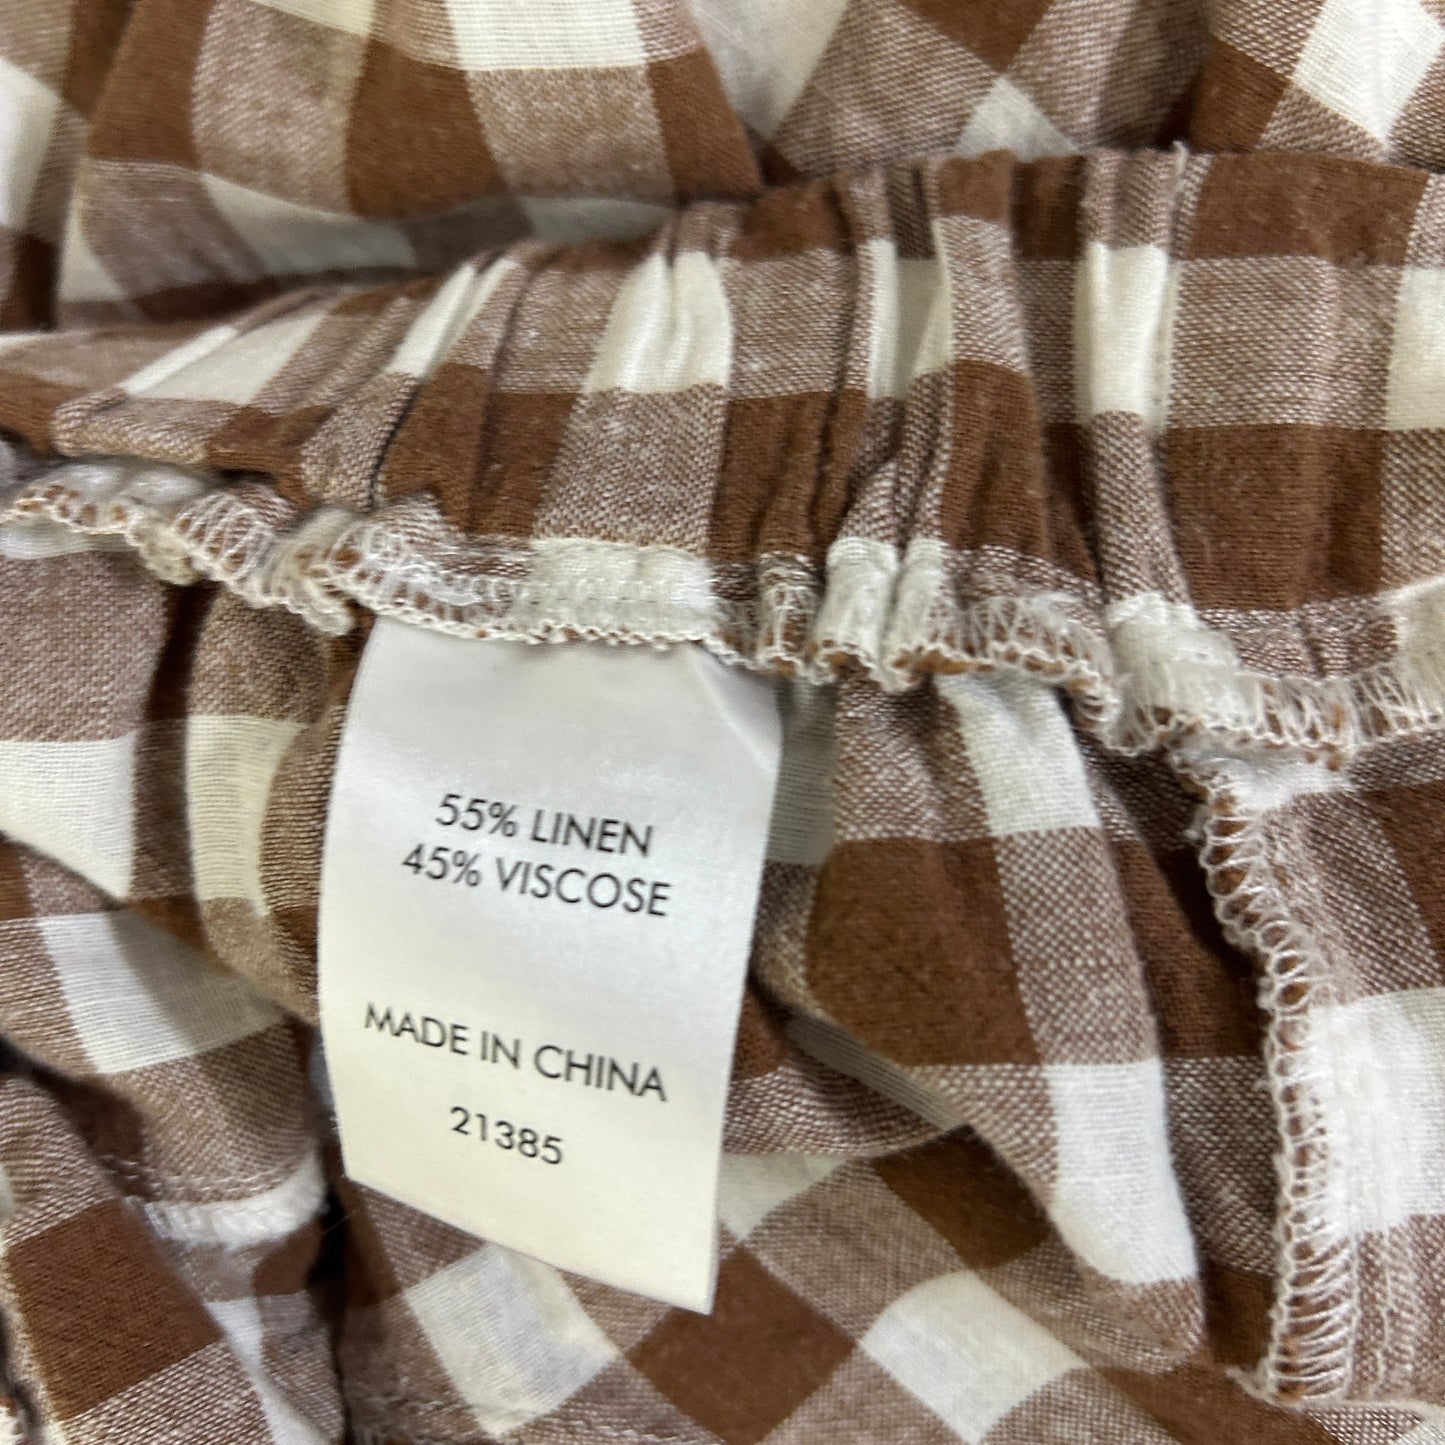 55% LINEN
45% VISCOSE
MADE IN CHINA
21385